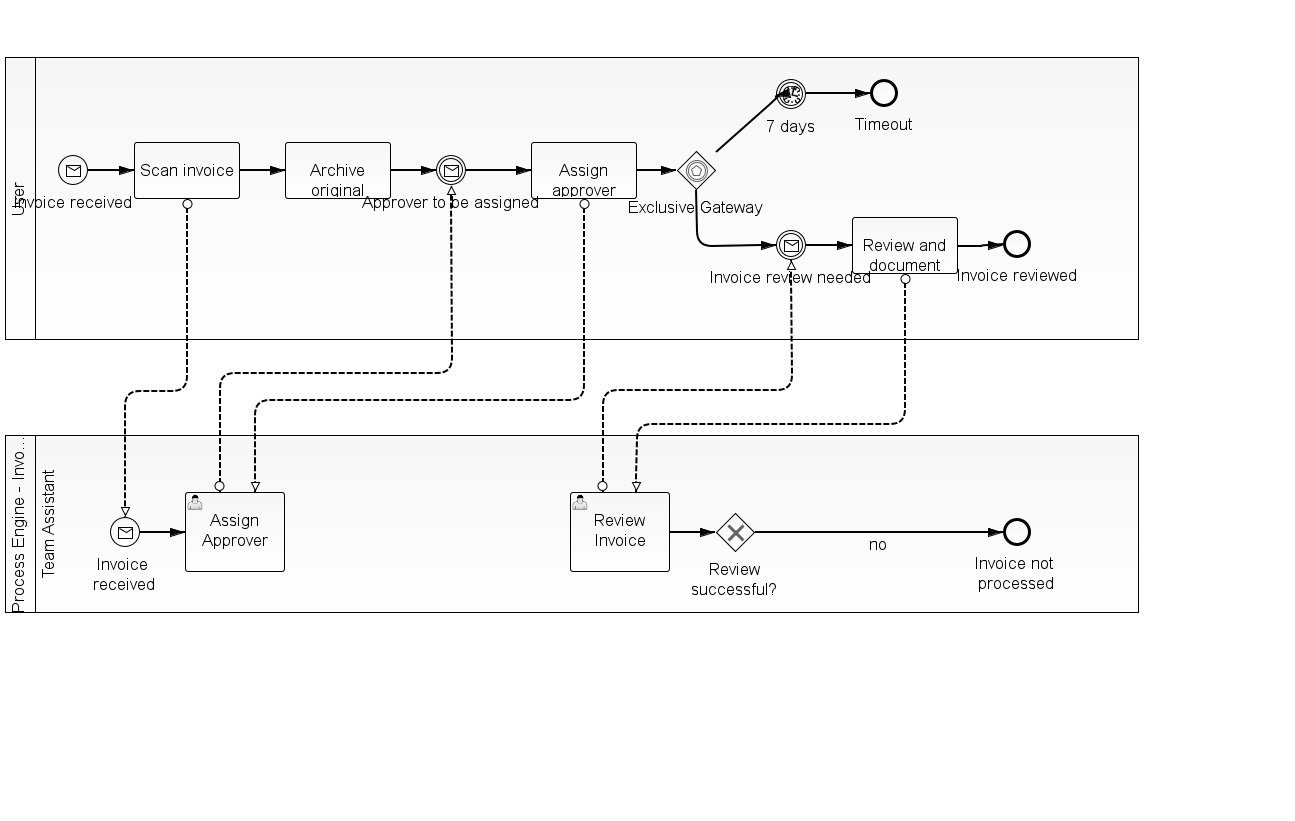 User
Invoice received
Scan invoice
Archive
original
Approver to be assigned
Assign
approver
Exclusive Gateway
7 days
Timeout
Invoice review needed
Review and
document
Invoice reviewed
Process Engine - Invo...
Team Assistant
Invoice
received
Assign
Approver
Review
Invoice
Review
successful?
no
Invoice not
processed